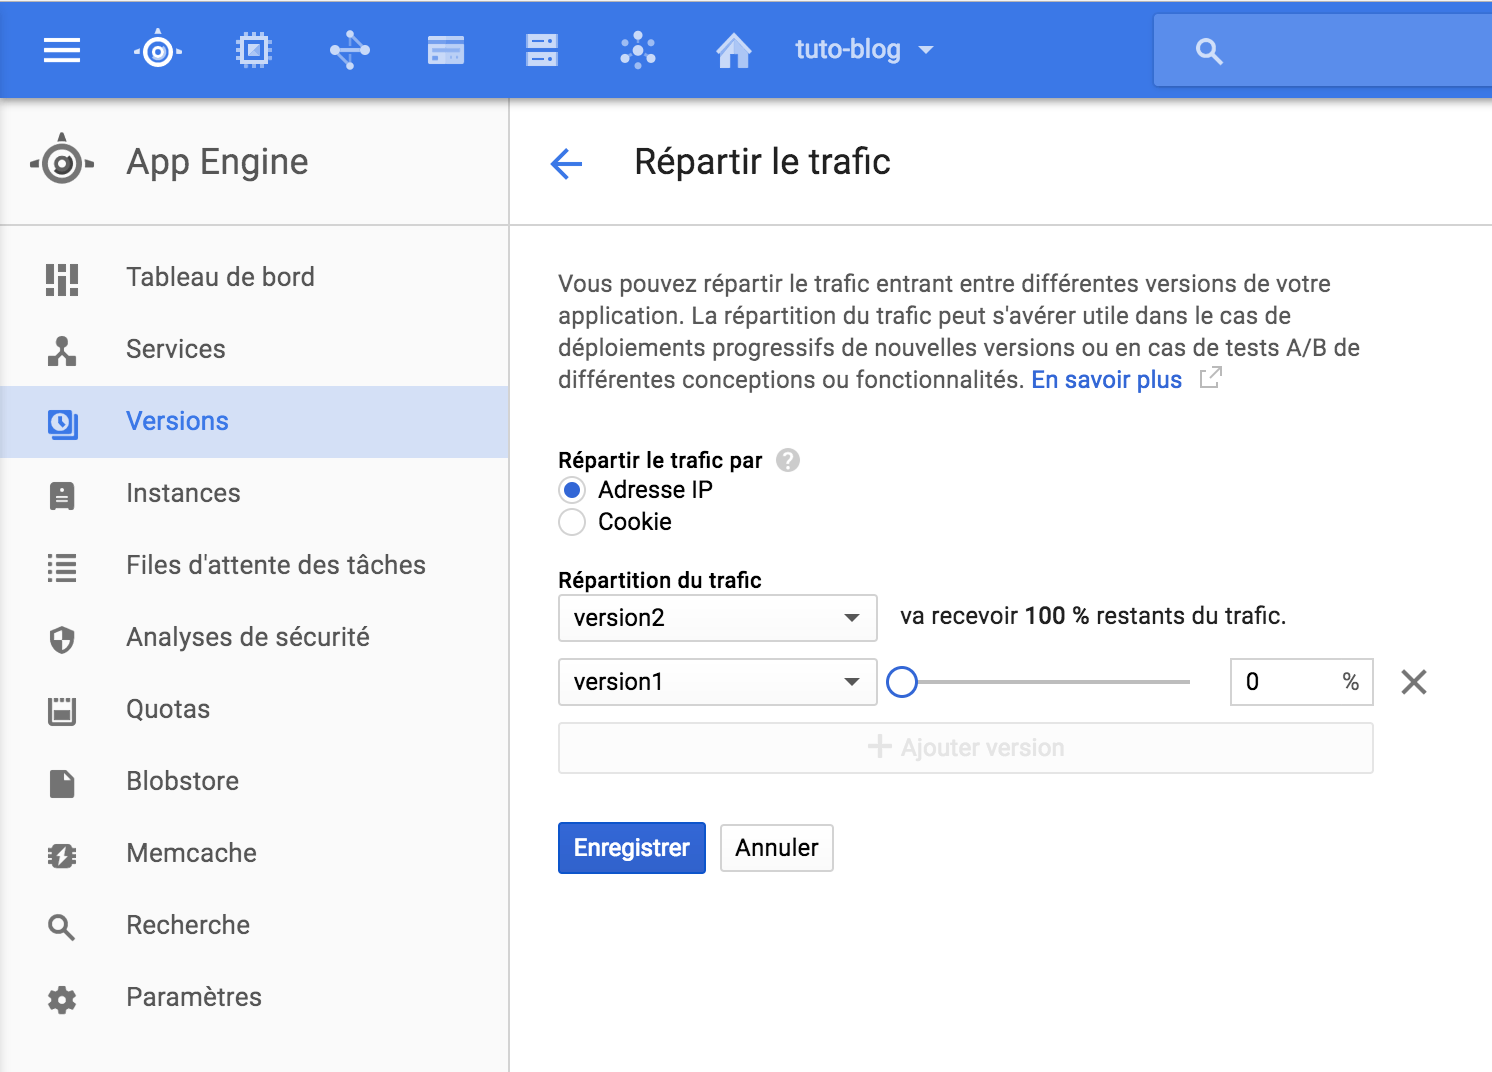 tuto-blog
App Engine
Répartir le trafic
Tableau de bord
Services
Versions
Instances
Files d'attente des tâches
Analyses de sécurité
Quotas
Blobstore
Memcache
Recherche
Paramètres
Vous pouvez répartir le trafic entrant entre différentes versions de votre
application. La répartition du trafic peut s'avérer utile dans le cas de
déploiements progressifs de nouvelles versions ou en cas de tests A/B de
différentes conceptions ou fonctionnalités. En savoir plus
Répartir le trafic par ?
Adresse IP
Cookie
Répartition du trafic
version2 va recevoir 100 % restants du trafic.
version1 0 %
+ Ajouter version
Enregistrer Annuler